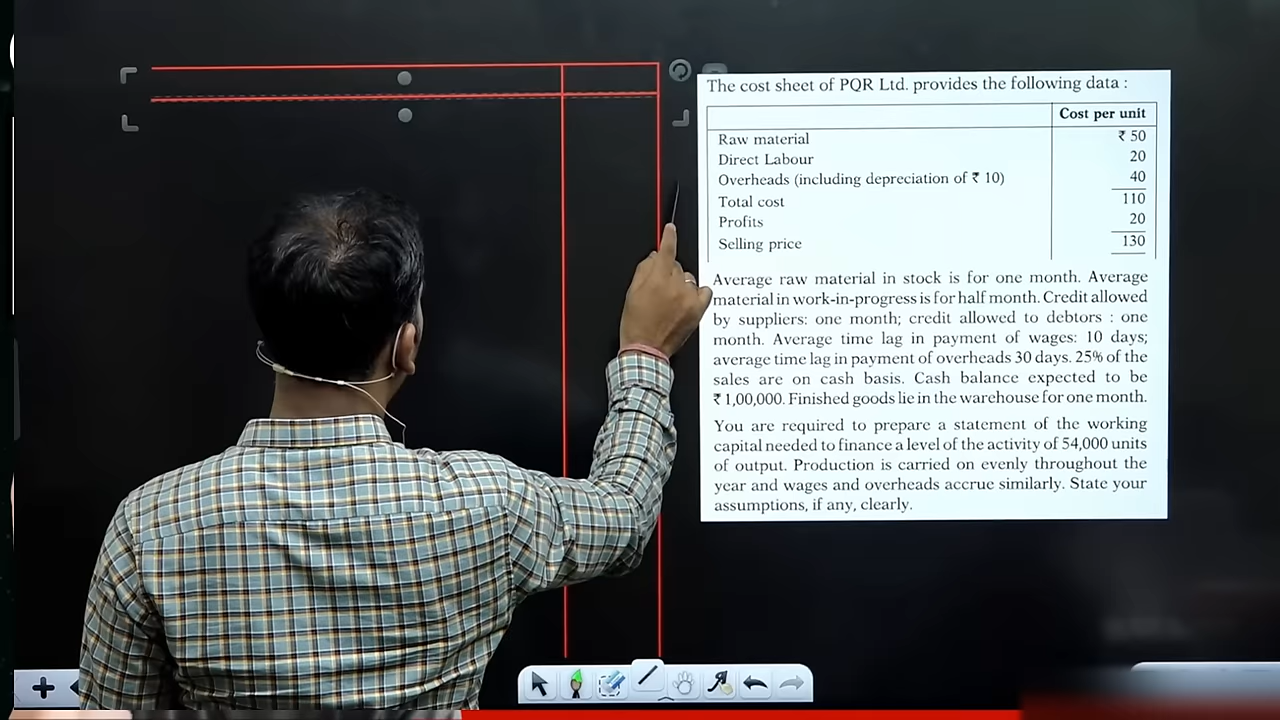 The cost sheet of PQR Ltd. provides the following data :
Cost per unit
Raw material ₹ 50
Direct Labour 20
Overheads (including depreciation of ₹ 10) 40
Total cost 110
Profits 20
Selling price 130
Average raw material in stock is for one month. Average
material in work-in-progress is for half month. Credit allowed
by suppliers: one month; credit allowed to debtors : one
month. Average time lag in payment of wages: 10 days;
average time lag in payment of overheads 30 days. 25% of the
sales are on cash basis. Cash balance expected to be
₹ 1,00,000. Finished goods lie in the warehouse for one month.
You are required to prepare a statement of the working
capital needed to finance a level of the activity of 54,000 units
of output. Production is carried on evenly throughout the
year and wages and overheads accrue similarly. State your
assumptions, if any, clearly.